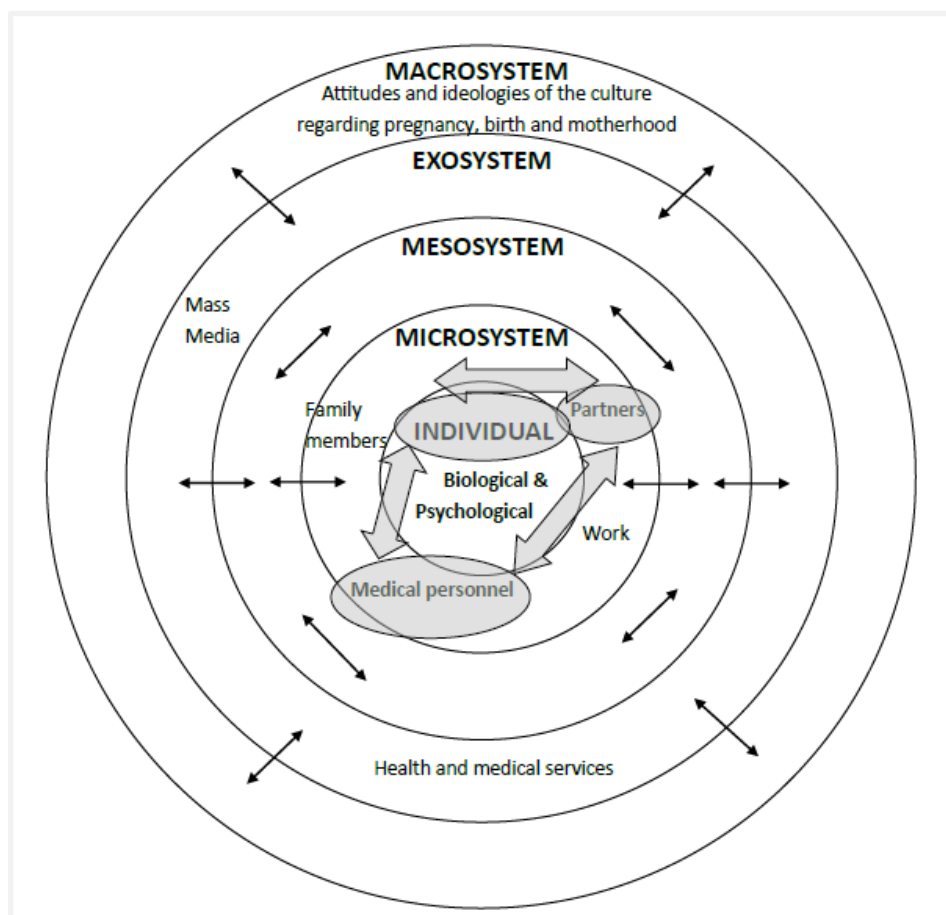 MACROSYSTEM
Attitudes and ideologies of the culture
regarding pregnancy, birth and motherhood
EXOSYSTEM
MESOSYSTEM
Mass
Media
MICROSYSTEM
Family
members
Partners
INDIVIDUAL
Biological &
Psychological
Work
Medical personnel
Health and medical services